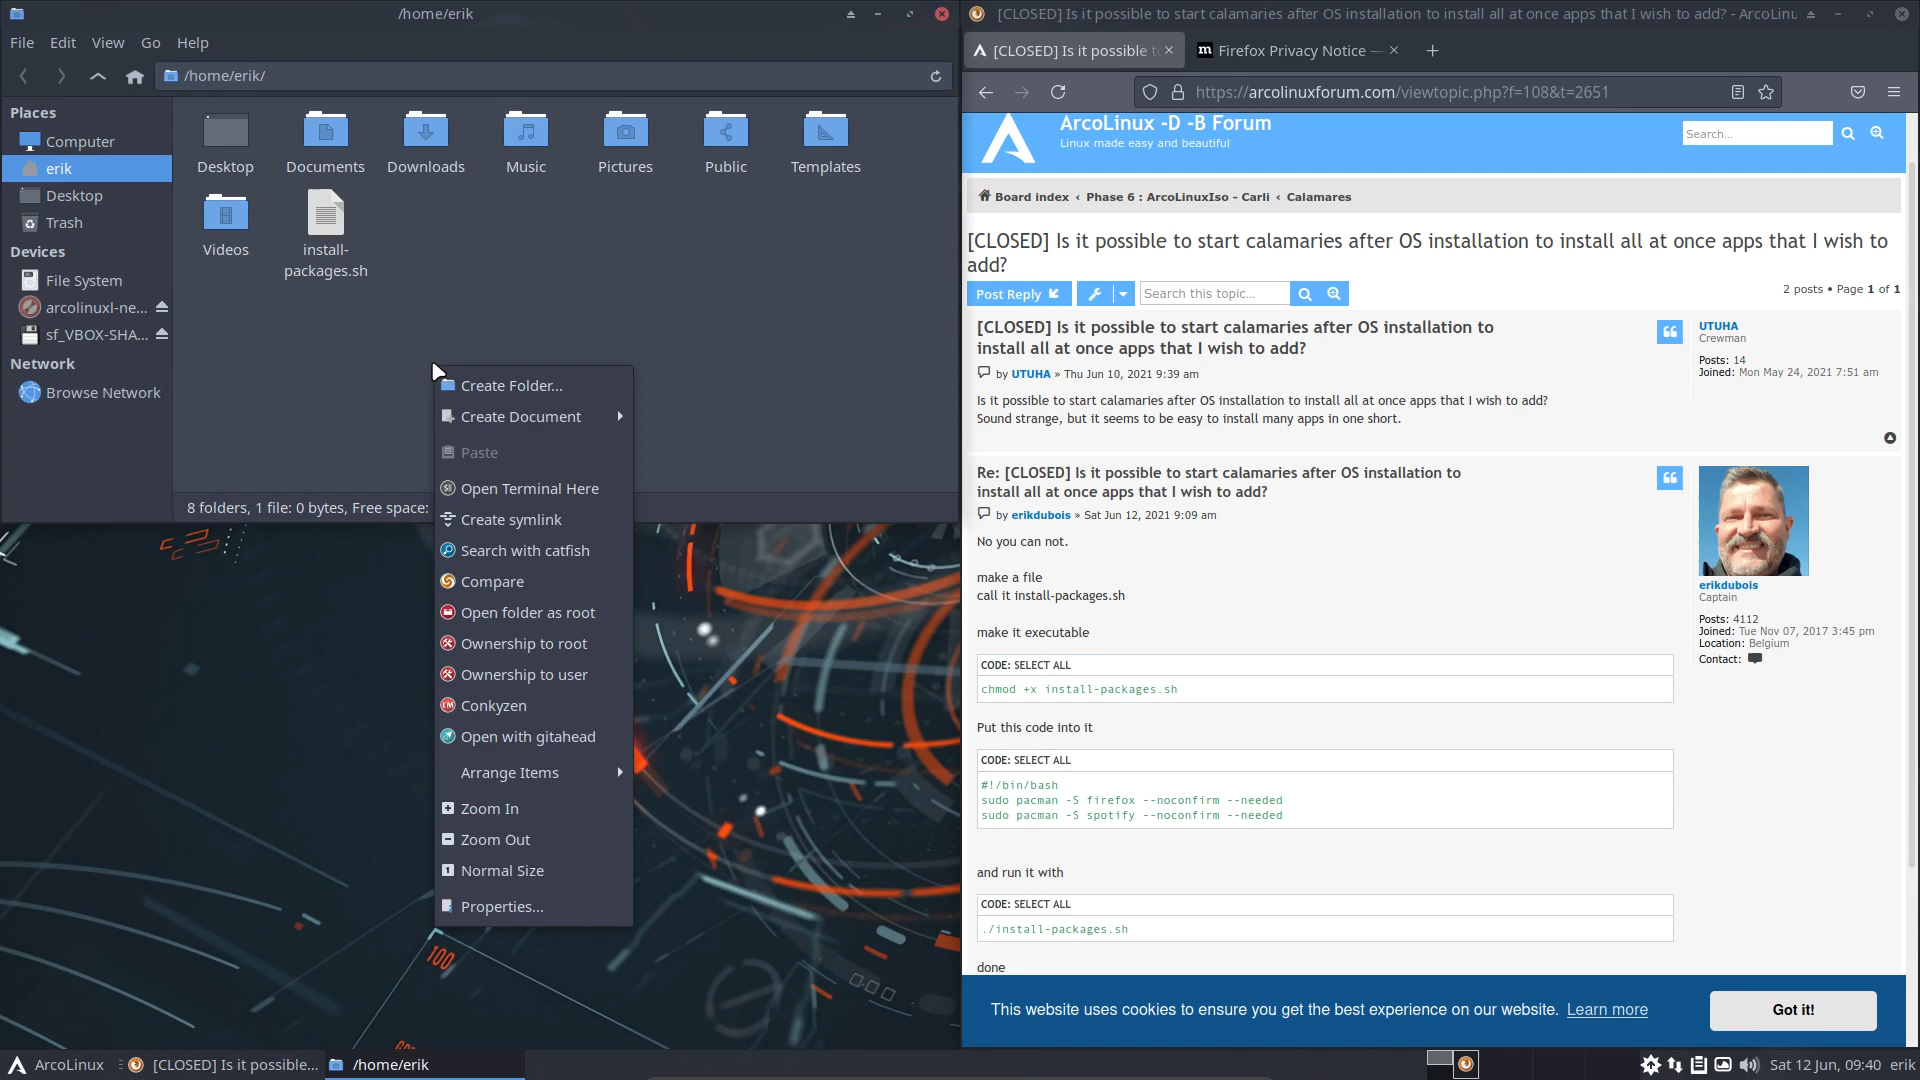 /home/erik
File Edit View Go Help
/home/erik/
Places
Computer
erik
Desktop
Trash
Devices
File System
arcolinuxl-ne...
sf_VBOX-SHA...
Network
Browse Network
Desktop Documents Downloads Music Pictures Public Templates
Videos
install-
packages.sh
8 folders, 1 file: 0 bytes, Free space:
Create Folder...
Create Document
Paste
Open Terminal Here
Create symlink
Search with catfish
Compare
Open folder as root
Ownership to root
Ownership to user
Conkyzen
Open with gitahead
Arrange Items
Zoom In
Zoom Out
Normal Size
Properties...
100
[CLOSED] Is it possible to start calamaries after OS installation to install all at once apps that I wish to add? - ArcoLinu
[CLOSED] Is it possible to
Firefox Privacy Notice —
https://arcolinuxforum.com/viewtopic.php?f=108&t=2651
ArcoLinux -D -B Forum
Linux made easy and beautiful
Search...
Board index ‹ Phase 6 : ArcoLinuxIso - Carli ‹ Calamares
[CLOSED] Is it possible to start calamaries after OS installation to install all at once apps that I wish to
add?
Post Reply
Search this topic...
2 posts • Page 1 of 1
[CLOSED] Is it possible to start calamaries after OS installation to
install all at once apps that I wish to add?
by UTUHA » Thu Jun 10, 2021 9:39 am
Is it possible to start calamaries after OS installation to install all at once apps that I wish to add?
Sound strange, but it seems to be easy to install many apps in one short.
UTUHA
Crewman
Posts: 14
Joined: Mon May 24, 2021 7:51 am
Re: [CLOSED] Is it possible to start calamaries after OS installation to
install all at once apps that I wish to add?
by erikdubois » Sat Jun 12, 2021 9:09 am
No you can not.
make a file
call it install-packages.sh
make it executable
CODE: SELECT ALL
chmod +x install-packages.sh
Put this code into it
CODE: SELECT ALL
#!/bin/bash
sudo pacman -S firefox --noconfirm --needed
sudo pacman -S spotify --noconfirm --needed
and run it with
CODE: SELECT ALL
./install-packages.sh
done
erikdubois
Captain
Posts: 4112
Joined: Tue Nov 07, 2017 3:45 pm
Location: Belgium
Contact:
This website uses cookies to ensure you get the best experience on our website. Learn more
Got it!
ArcoLinux
[CLOSED] Is it possible...
/home/erik
Sat 12 Jun, 09:40 erik